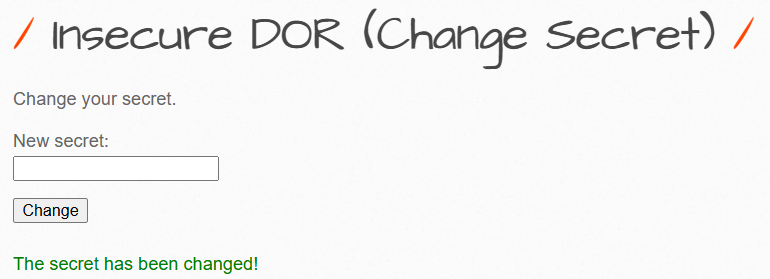 / Insecure DOR (Change Secret) /
Change your secret.
New secret:
Change
The secret has been changed!